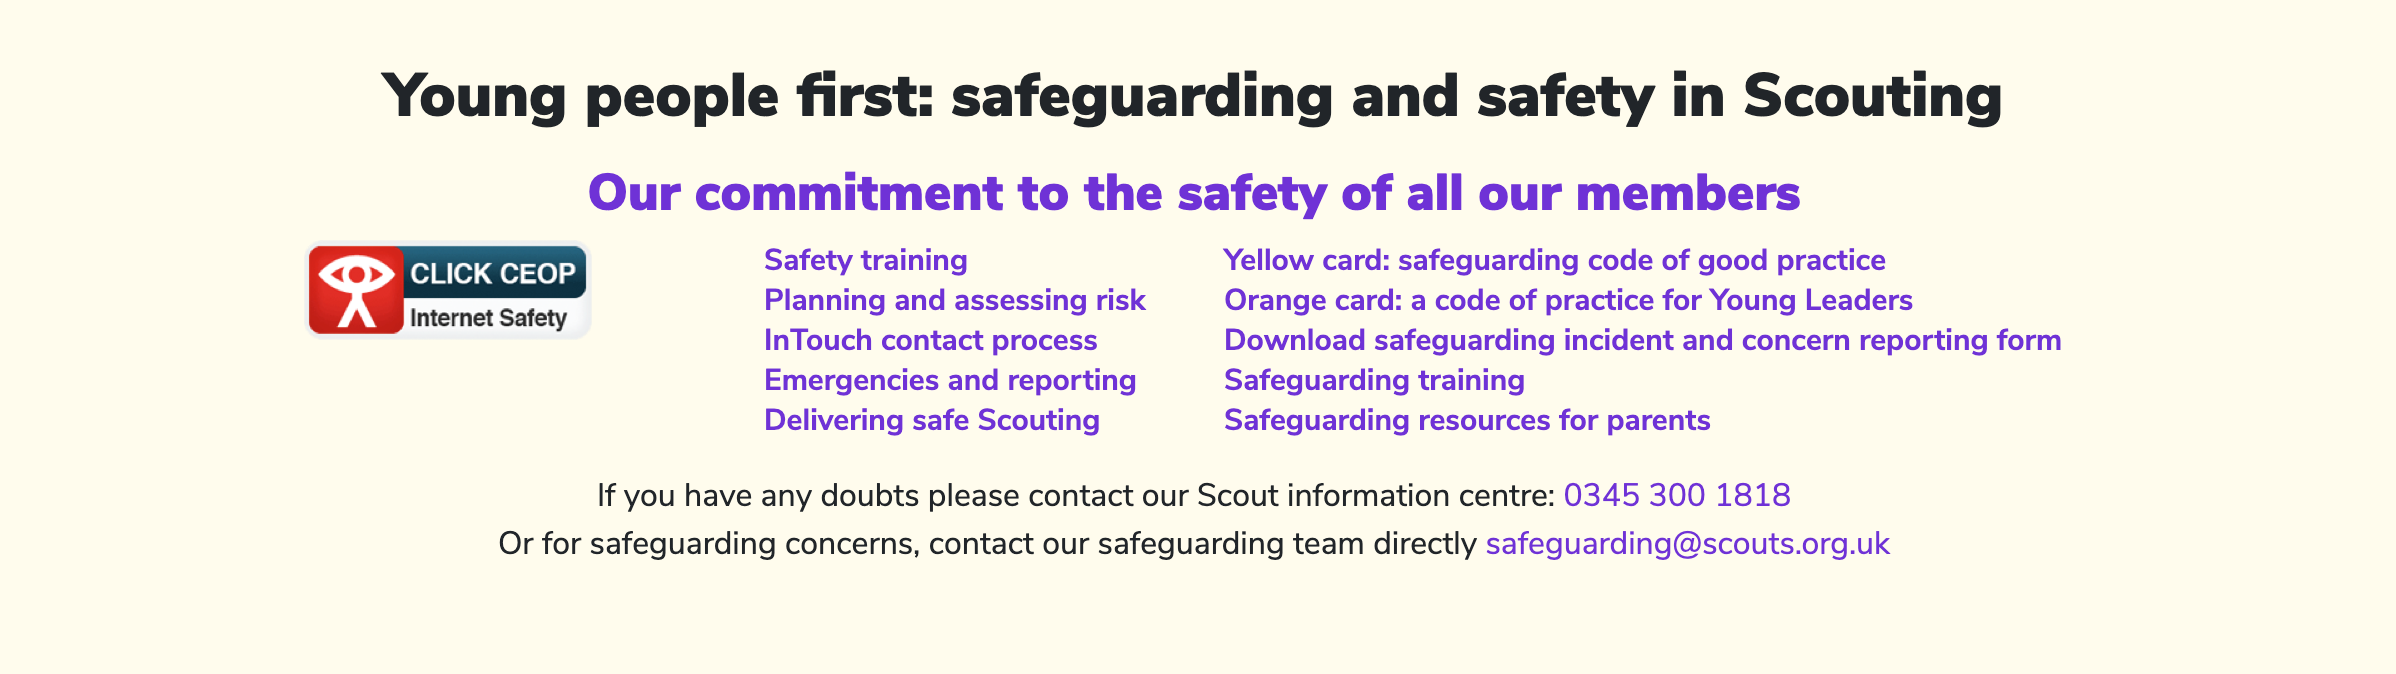 Young people first: safeguarding and safety in Scouting
Our commitment to the safety of all our members
CLICK CEOP
Internet Safety
Safety training
Planning and assessing risk
InTouch contact process
Emergencies and reporting
Delivering safe Scouting
Yellow card: safeguarding code of good practice
Orange card: a code of practice for Young Leaders
Download safeguarding incident and concern reporting form
Safeguarding training
Safeguarding resources for parents
If you have any doubts please contact our Scout information centre: 0345 300 1818
Or for safeguarding concerns, contact our safeguarding team directly safeguarding@scouts.org.uk